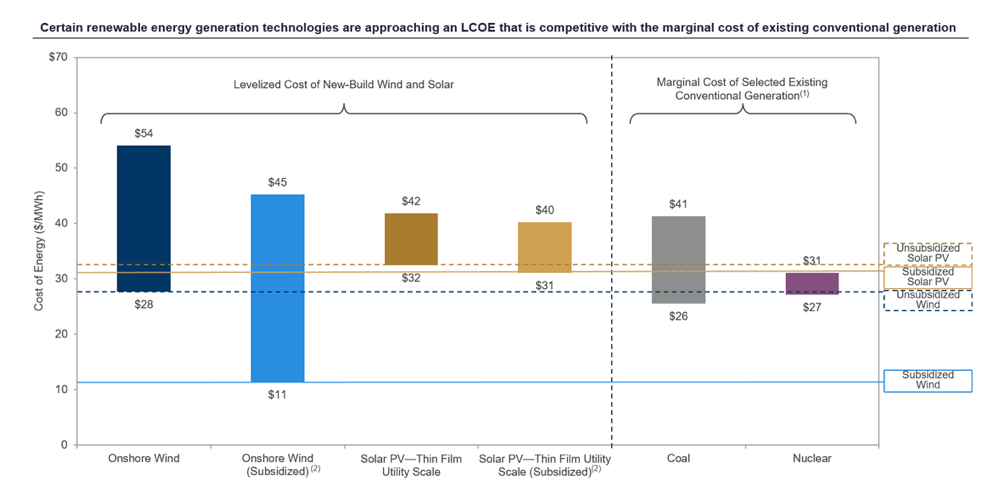 Certain renewable energy generation technologies are approaching an LCOE that is competitive with the marginal cost of existing conventional generation
$70
Levelized Cost of New-Build Wind and Solar
Marginal Cost of Selected Existing
Conventional Generation(1)
60
$54
50
$45
$42
$40
$41
40
Cost of Energy ($/MWh)
Unsubsidized
Solar PV
$31
Subsidized
Solar PV
30
$32
$31
Unsubsidized
Wind
$28
$26
$27
20
Subsidized
Wind
10
$11
0
Onshore Wind
Onshore Wind
(Subsidized)(2)
Solar PV—Thin Film
Utility Scale
Solar PV—Thin Film Utility
Scale (Subsidized)(2)
Coal
Nuclear